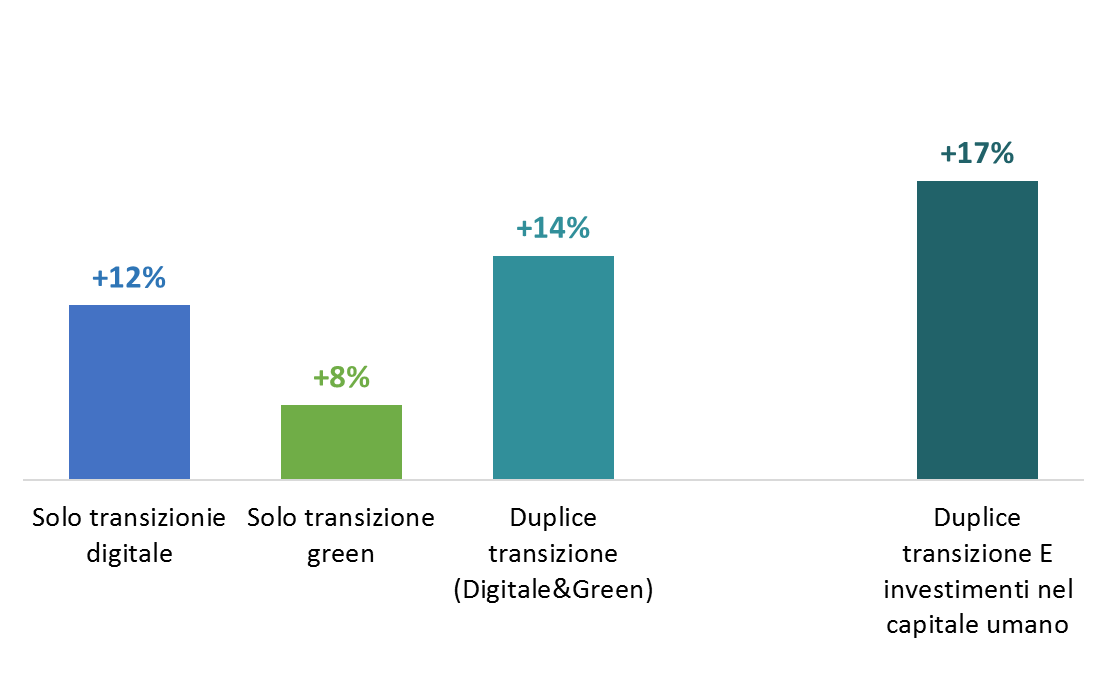 +17%
+14%
+12%
+8%
Solo transizionie
digitale
Solo transizione
green
Duplice
transizione
(Digitale&Green)
Duplice
transizione E
investimenti nel
capitale umano